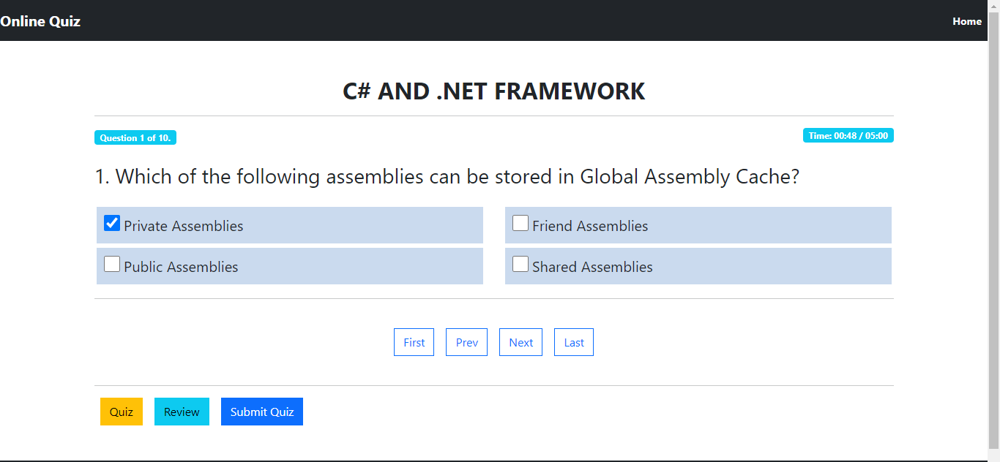 Online Quiz Home
C# AND .NET FRAMEWORK
Question 1 of 10. Time: 00:48 / 05:00
1. Which of the following assemblies can be stored in Global Assembly Cache?
Private Assemblies Friend Assemblies
Public Assemblies Shared Assemblies
First Prev Next Last
Quiz Review Submit Quiz